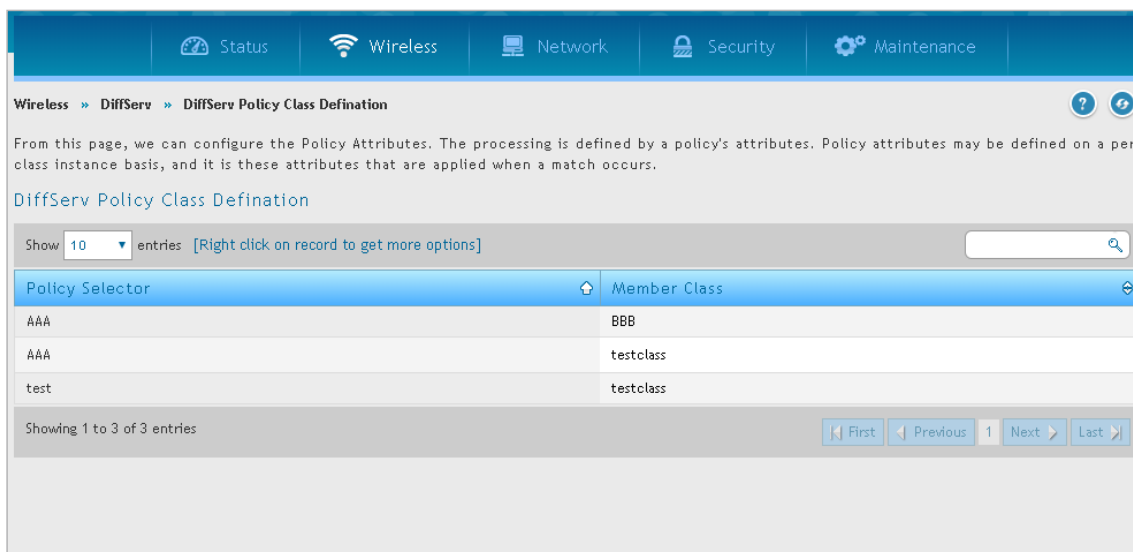 Status Wireless Network Security Maintenance
Wireless » DiffServ » DiffServ Policy Class Defination
From this page, we can configure the Policy Attributes. The processing is defined by a policy's attributes. Policy attributes may be defined on a per
class instance basis, and it is these attributes that are applied when a match occurs.
DiffServ Policy Class Defination
Show 10 entries [Right click on record to get more options]
Policy Selector Member Class
AAA BBB
AAA testclass
test testclass
Showing 1 to 3 of 3 entries First Previous 1 Next Last